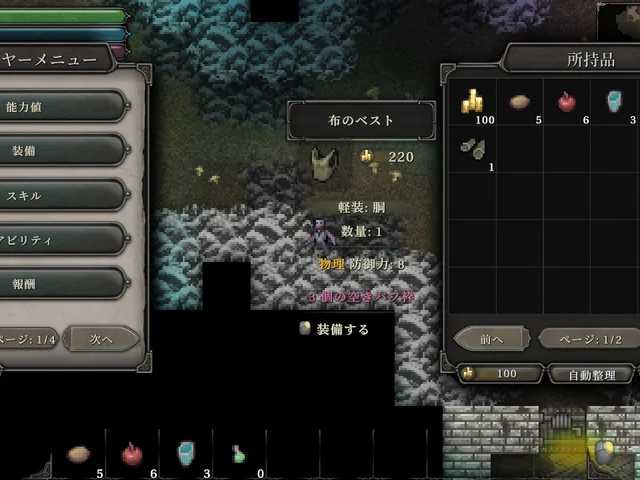 ヤーメニュー
能力値
装備
スキル
アビリティ
報酬
ページ: 1/4
次へ
布のベスト
220
軽装: 胴
数量: 1
物理 防御力: 8
3 個の空きバフ枠
装備する
所持品
100
5
6
3
1
前へ
ページ: 1/2
100
自動整理
5
6
3
0